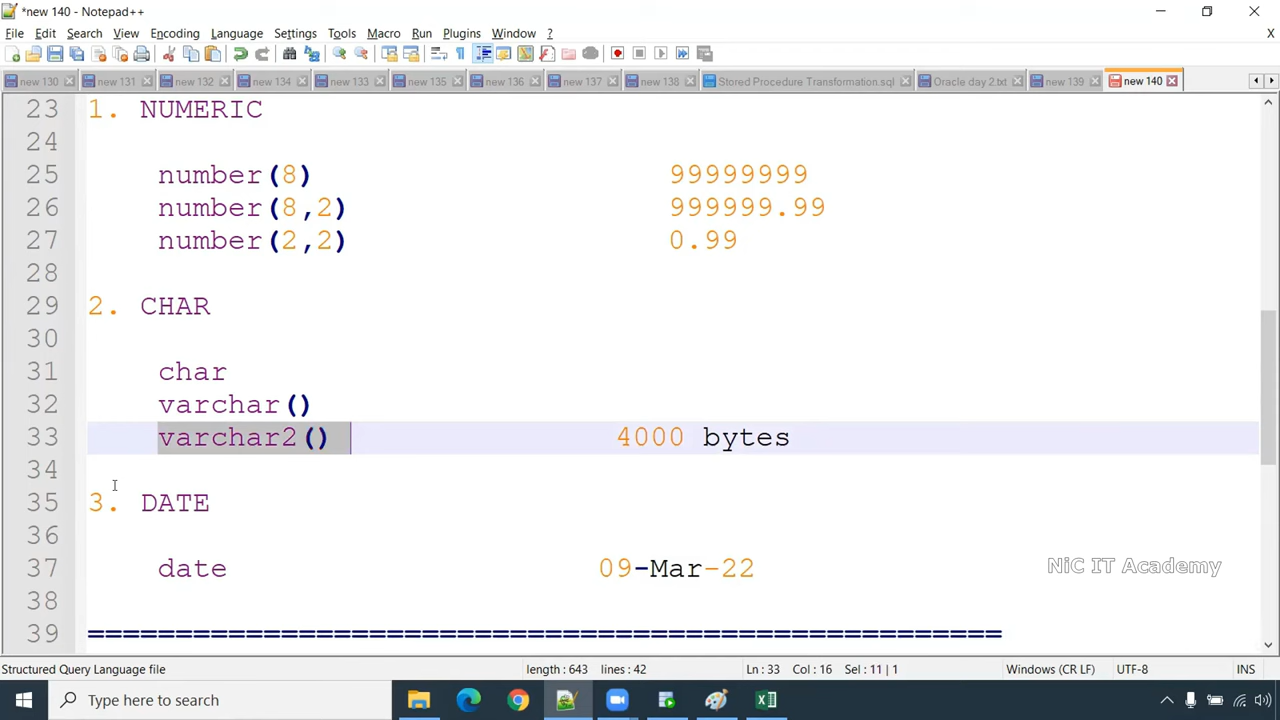 *new 140 - Notepad++
File Edit Search View Encoding Language Settings Tools Macro Run Plugins Window ? X
new 130 new 131 new 132 new 134 new 133 new 135 new 136 new 137 new 138 Stored Procedure Transformation.sql Oracle day 2.txt new 139 new 140
23 1. NUMERIC
24
25 number(8) 99999999
26 number(8,2) 999999.99
27 number(2,2) 0.99
28
29 2. CHAR
30
31 char
32 varchar()
33 varchar2() 4000 bytes
34
35 3. DATE
36
37 date 09-Mar-22
NiC IT Academy
38
39 =====================================================
Structured Query Language file length : 643 lines : 42 Ln : 33 Col : 16 Sel : 11 | 1 Windows (CR LF) UTF-8 INS
Type here to search